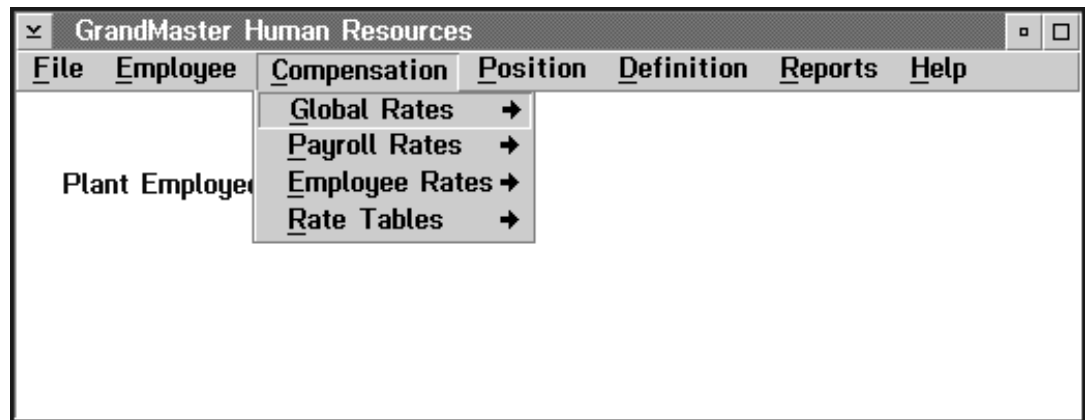 GrandMaster Human Resources
File Employee Compensation Position Definition Reports Help
Global Rates
Payroll Rates
Plant Employee
Employee Rates
Rate Tables